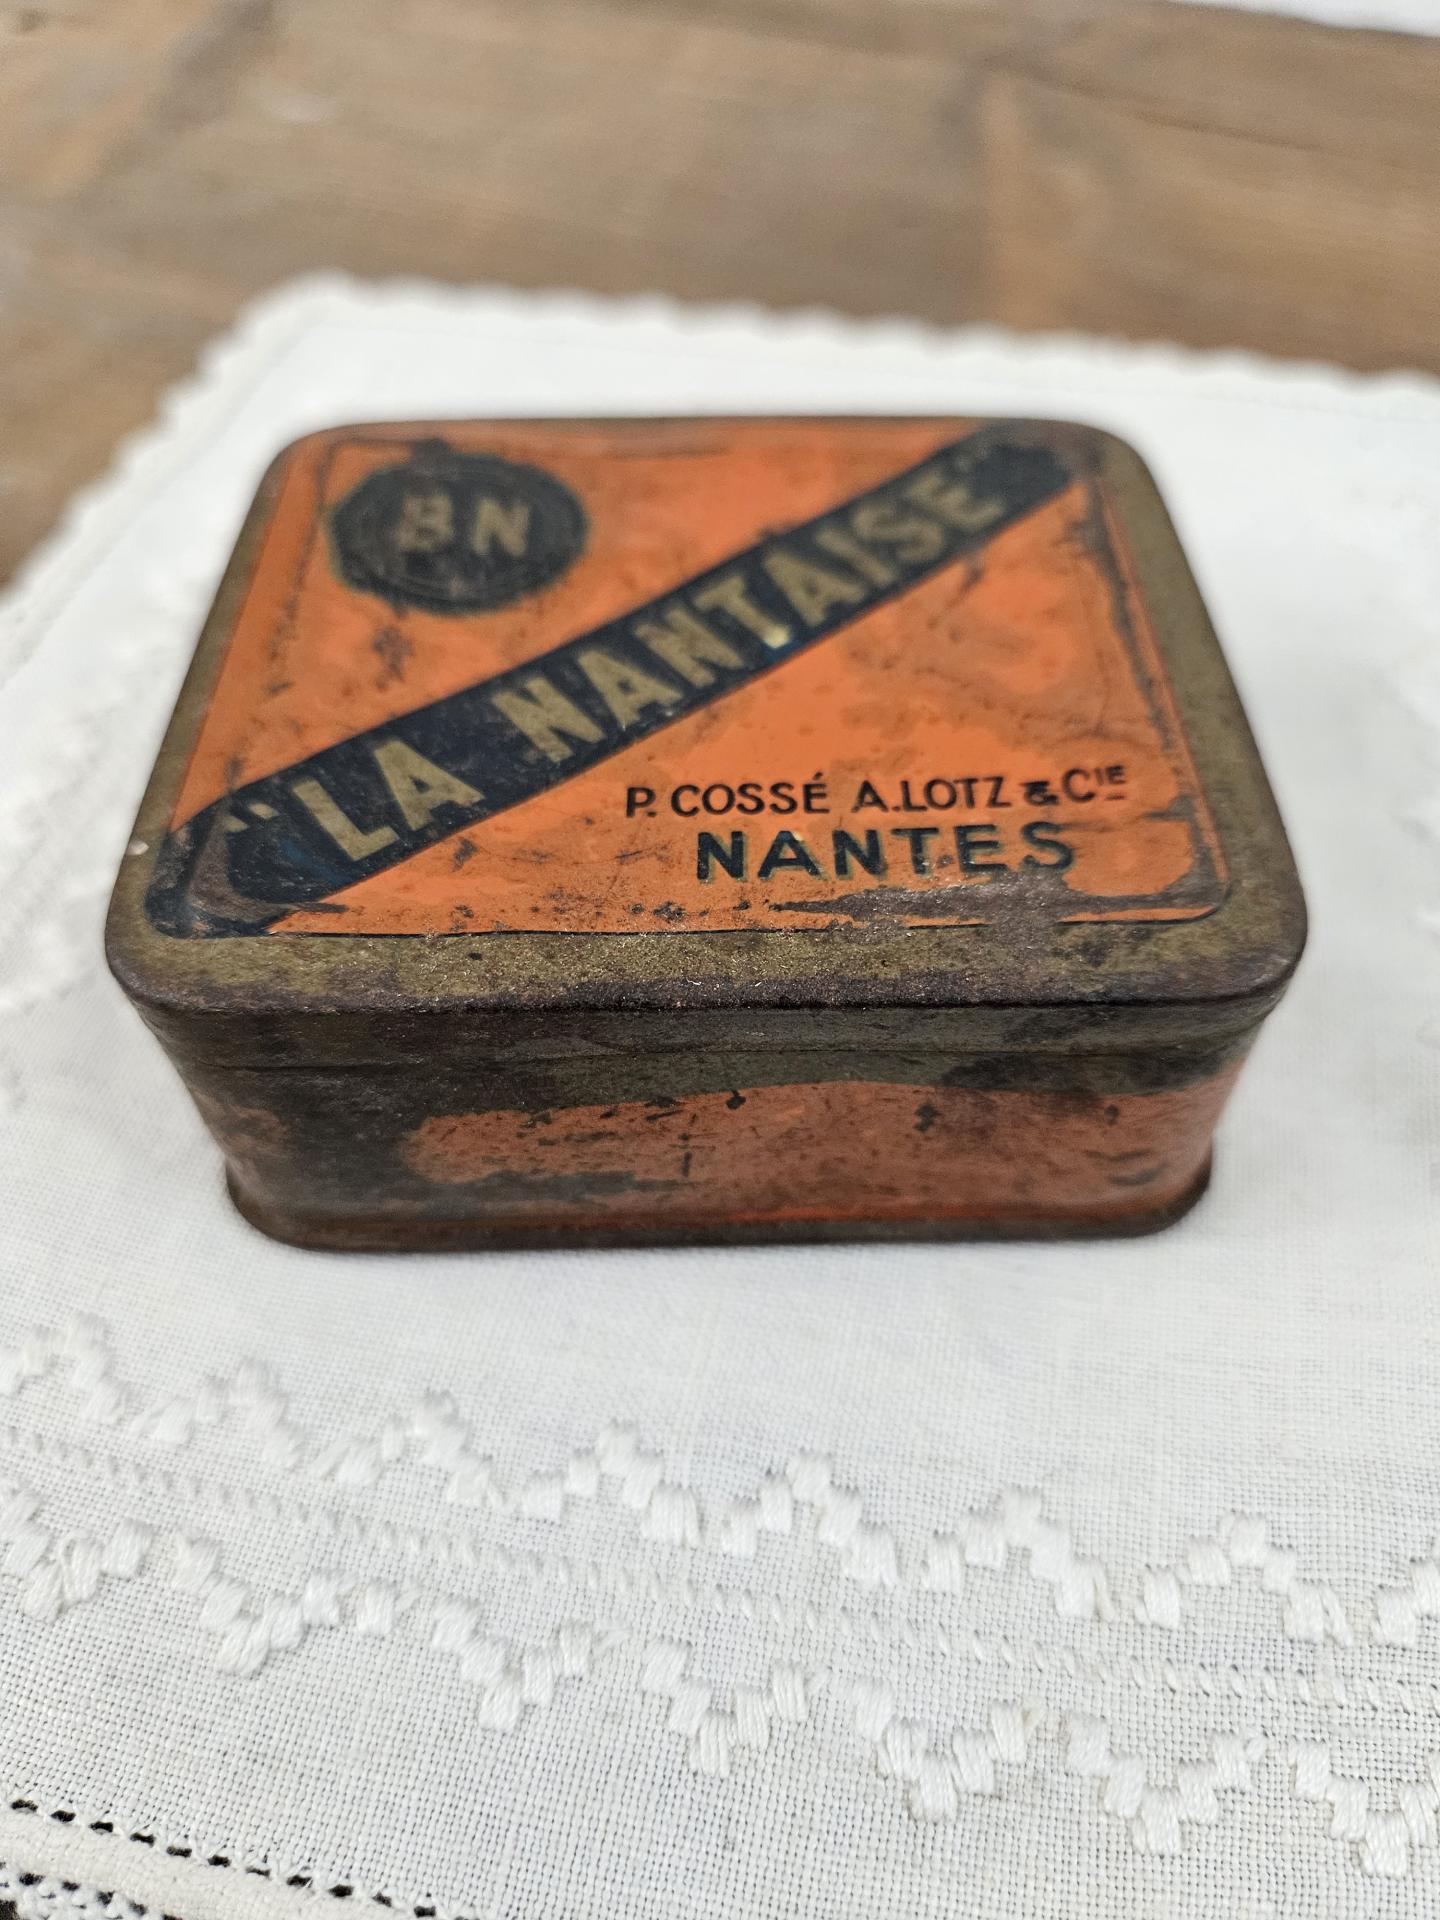 BN
"LA NANTAISE"
P. COSSÉ A. LOTZ & CIE
NANTES